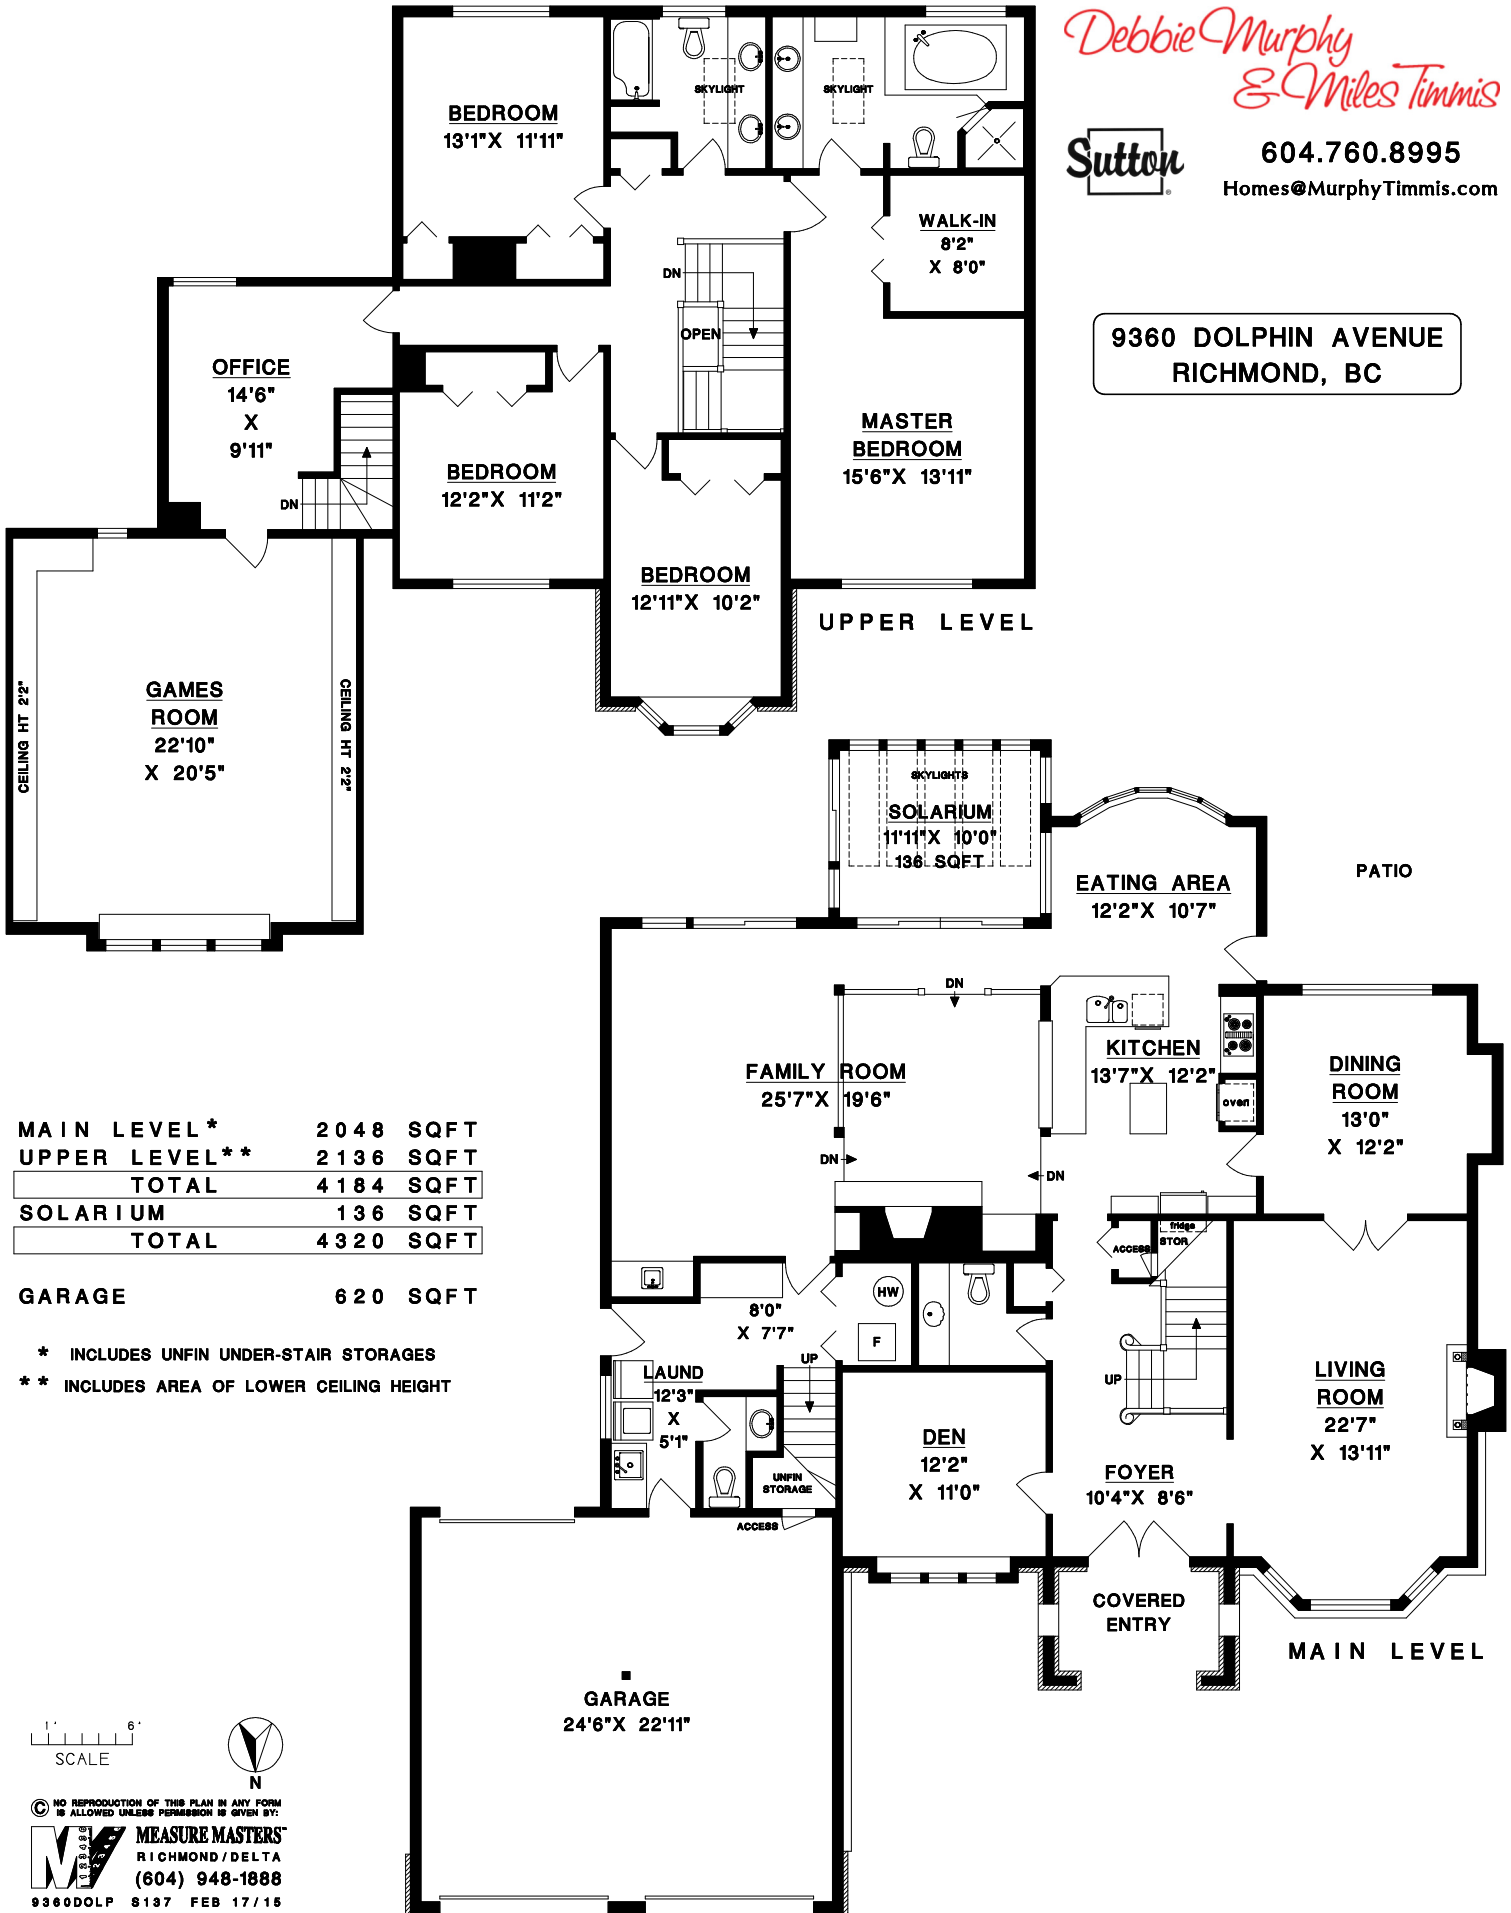 Debbie Murphy
& Miles Timmis
Sutton
604.760.8995
Homes@MurphyTimmis.com
9360 DOLPHIN AVENUE
RICHMOND, BC
BEDROOM
13'1"X 11'11"
SKYLIGHT
SKYLIGHT
WALK-IN
8'2"
X 8'0"
DN
OPEN
OFFICE
14'6"
X
9'11"
DN
BEDROOM
12'2"X 11'2"
MASTER
BEDROOM
15'6"X 13'11"
BEDROOM
12'11"X 10'2"
UPPER LEVEL
GAMES
ROOM
22'10"
X 20'5"
CEILING HT 2'2"
CEILING HT 2'2"
SKYLIGHTS
SOLARIUM
11'11"X 10'0"
136 SQFT
EATING AREA
12'2"X 10'7"
PATIO
DN
FAMILY ROOM
25'7"X 19'6"
KITCHEN
13'7"X 12'2"
oven
DINING
ROOM
13'0"
X 12'2"
DN
DN
fridge
STOR
ACCESS
MAIN LEVEL* 2048 SQFT
UPPER LEVEL** 2136 SQFT
TOTAL 4184 SQFT
SOLARIUM 136 SQFT
TOTAL 4320 SQFT
GARAGE 620 SQFT
* INCLUDES UNFIN UNDER-STAIR STORAGES
** INCLUDES AREA OF LOWER CEILING HEIGHT
8'0"
X 7'7"
HW
F
UP
LAUND
12'3"
X
5'1"
UNFIN
STORAGE
ACCESS
DEN
12'2"
X 11'0"
UP
FOYER
10'4"X 8'6"
LIVING
ROOM
22'7"
X 13'11"
COVERED
ENTRY
MAIN LEVEL
GARAGE
24'6"X 22'11"
1' 6'
SCALE
N
© NO REPRODUCTION OF THIS PLAN IN ANY FORM
IS ALLOWED UNLESS PERMISSION IS GIVEN BY:
MEASURE MASTERS™
RICHMOND/DELTA
(604) 948-1888
9360DOLP S137 FEB 17/15